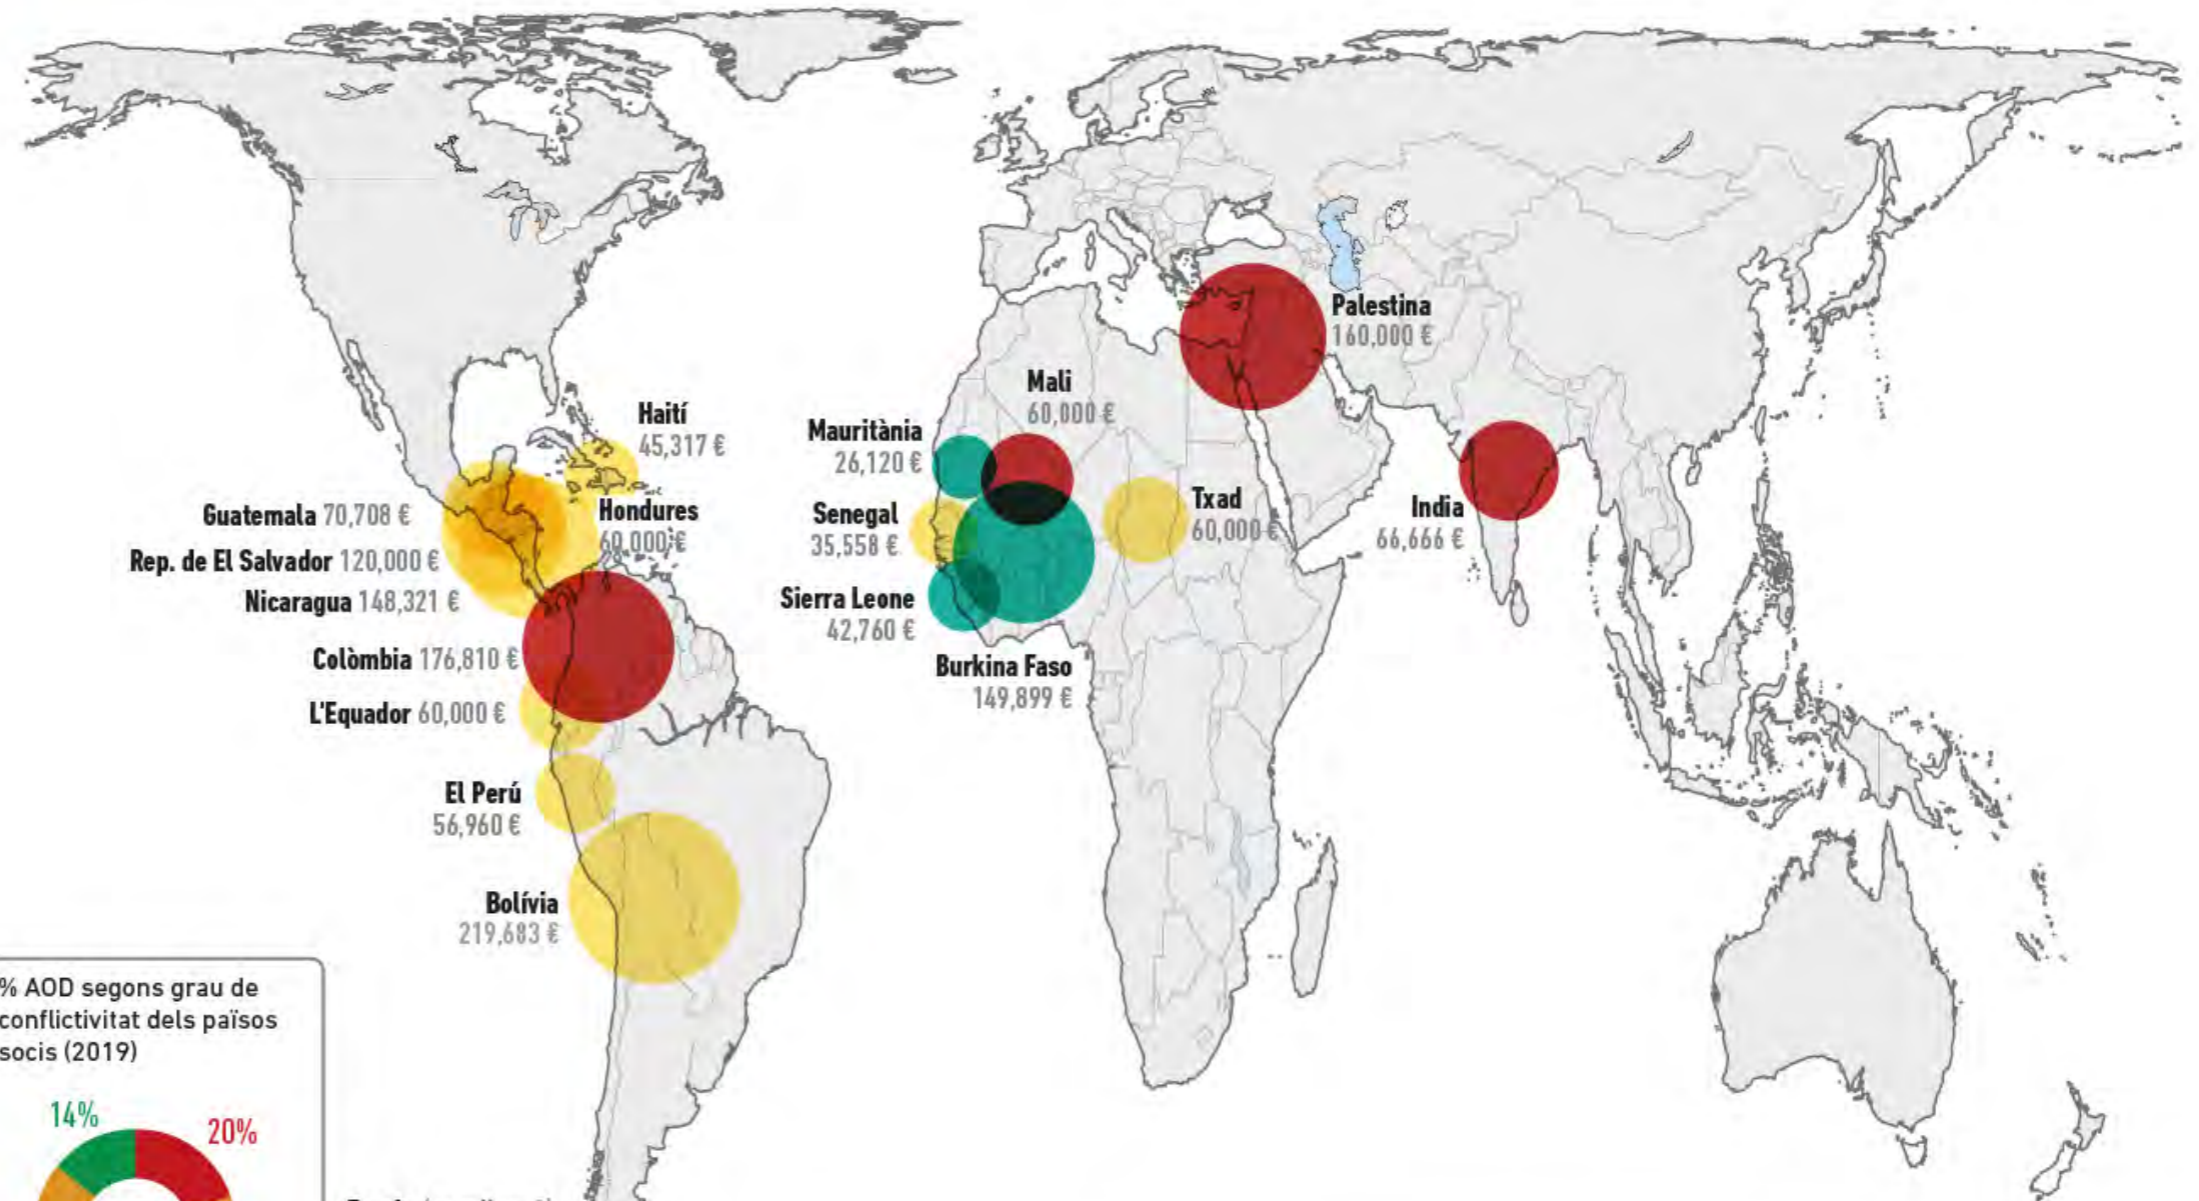 Palestina
160,000 €
Mali
60,000 €
Haití
45,317 €
Mauritània
26,120 €
Guatemala 70,708 €
Hondures
60,000 €
Txad
60,000 €
India
66,666 €
Senegal
35,558 €
Rep. de El Salvador 120,000 €
Nicaragua 148,321 €
Sierra Leone
42,760 €
Colòmbia 176,810 €
Burkina Faso
149,899 €
L'Equador 60,000 €
El Perú
56,960 €
Bolívia
219,683 €
% AOD segons grau de
conflictivitat dels països
socis (2019)
14%
20%